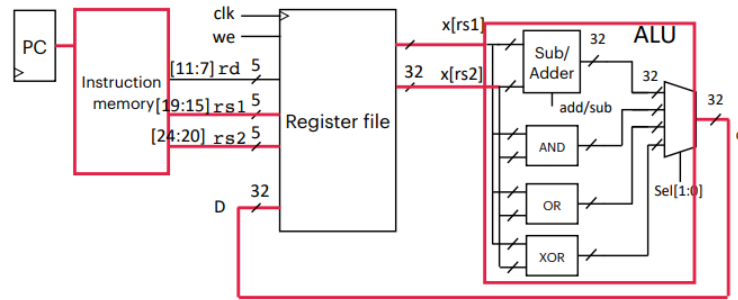 PC
Instruction
memory
[11:7] rd 5
[19:15] rs1 5
[24:20] rs2 5
D 32
clk
we
Register file
x[rs1]
32 x[rs2]
ALU
Sub/
Adder
32
add/sub
AND
OR
XOR
32
Sel[1:0]
32